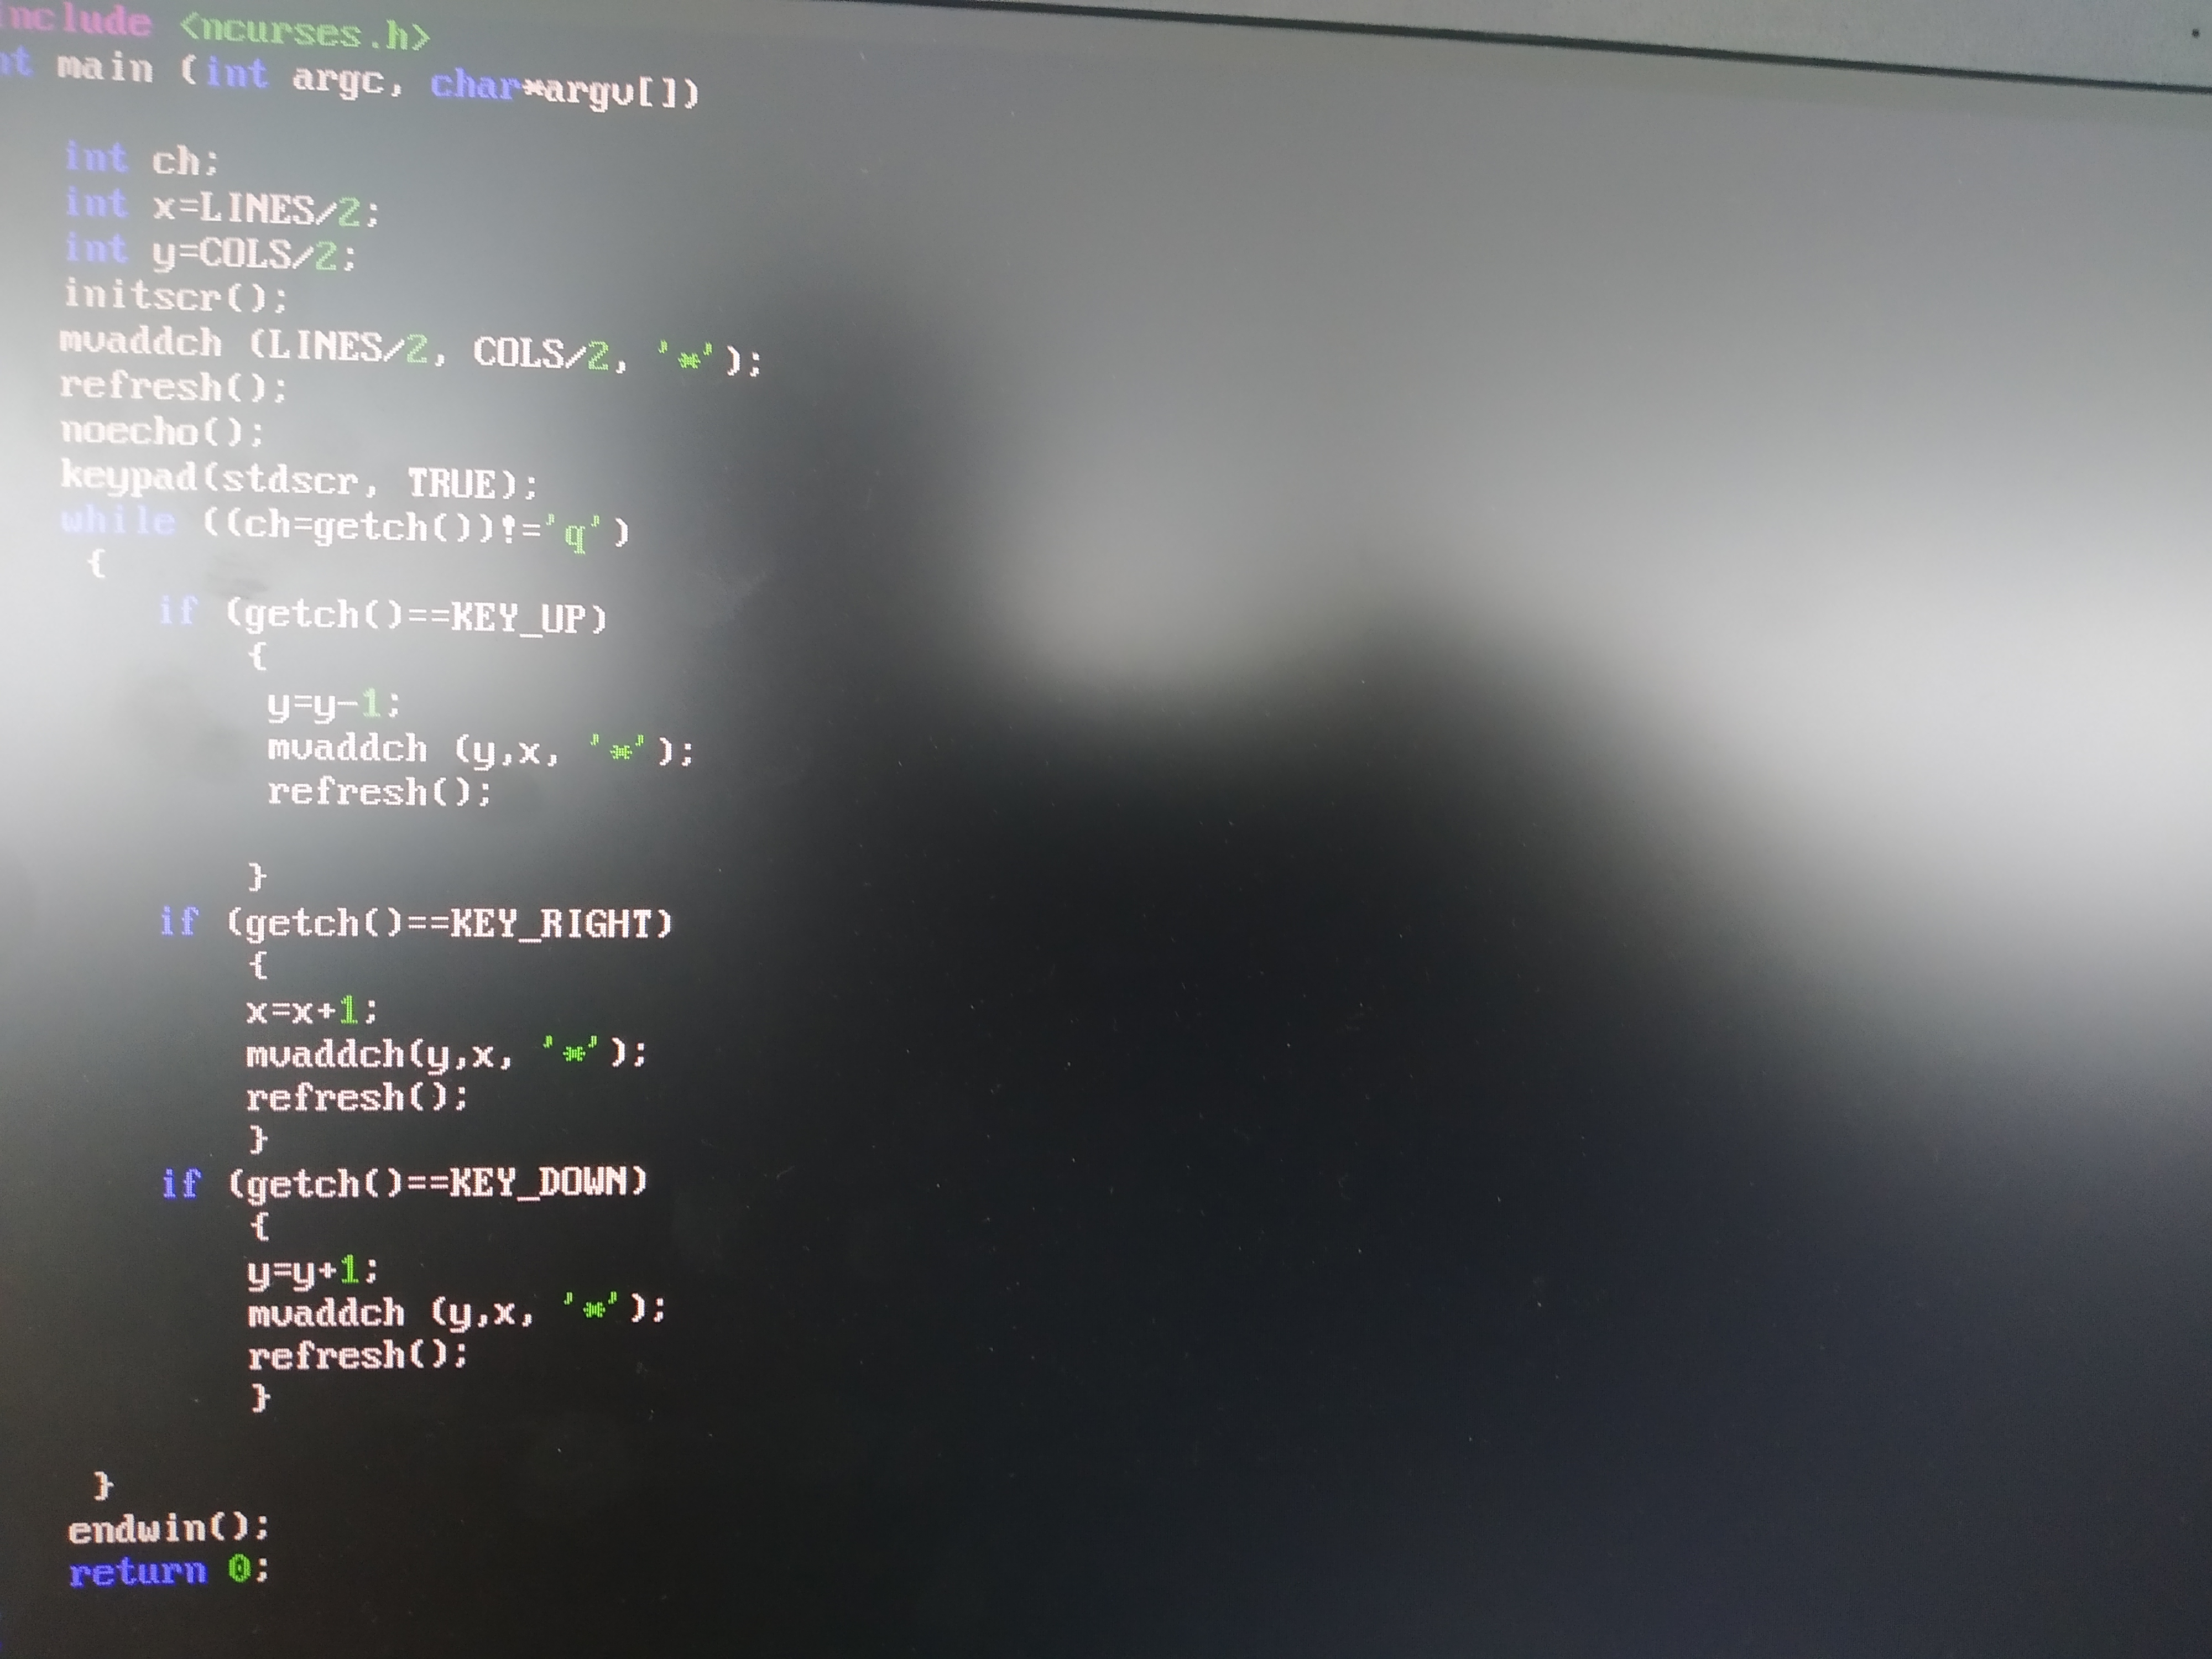 include <ncurses.h>
nt main (int argc, char*argv[])
int ch;
int x=LINES/2;
int y=COLS/2;
initscr();
mvaddch (LINES/2, COLS/2, '*');
refresh();
noecho();
keypad(stdscr, TRUE);
while ((ch=getch())!='q')
{
if (getch()==KEY_UP)
{
y=y-1;
mvaddch (y,x, '*');
refresh();
}
if (getch()==KEY_RIGHT)
{
x=x+1;
mvaddch(y,x, '*');
refresh();
}
if (getch()==KEY_DOWN)
{
y=y+1;
mvaddch (y,x, '*');
refresh();
}
}
endwin();
return 0;